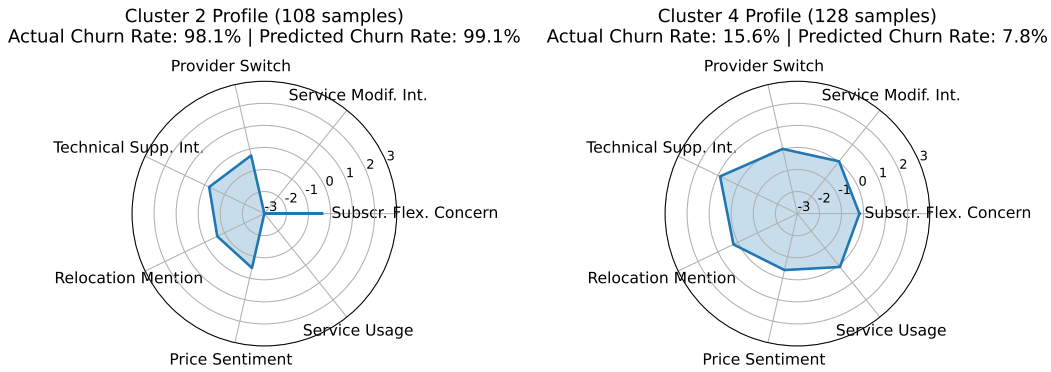 Cluster 2 Profile (108 samples)
Actual Churn Rate: 98.1% | Predicted Churn Rate: 99.1%
Provider Switch
Service Modif. Int.
Technical Supp. Int.
3
2
1
0
-1
-2
-3
Subscr. Flex. Concern
Relocation Mention
Service Usage
Price Sentiment
Cluster 4 Profile (128 samples)
Actual Churn Rate: 15.6% | Predicted Churn Rate: 7.8%
Provider Switch
Service Modif. Int.
Technical Supp. Int.
3
2
1
0
-1
-2
-3
Subscr. Flex. Concern
Relocation Mention
Service Usage
Price Sentiment